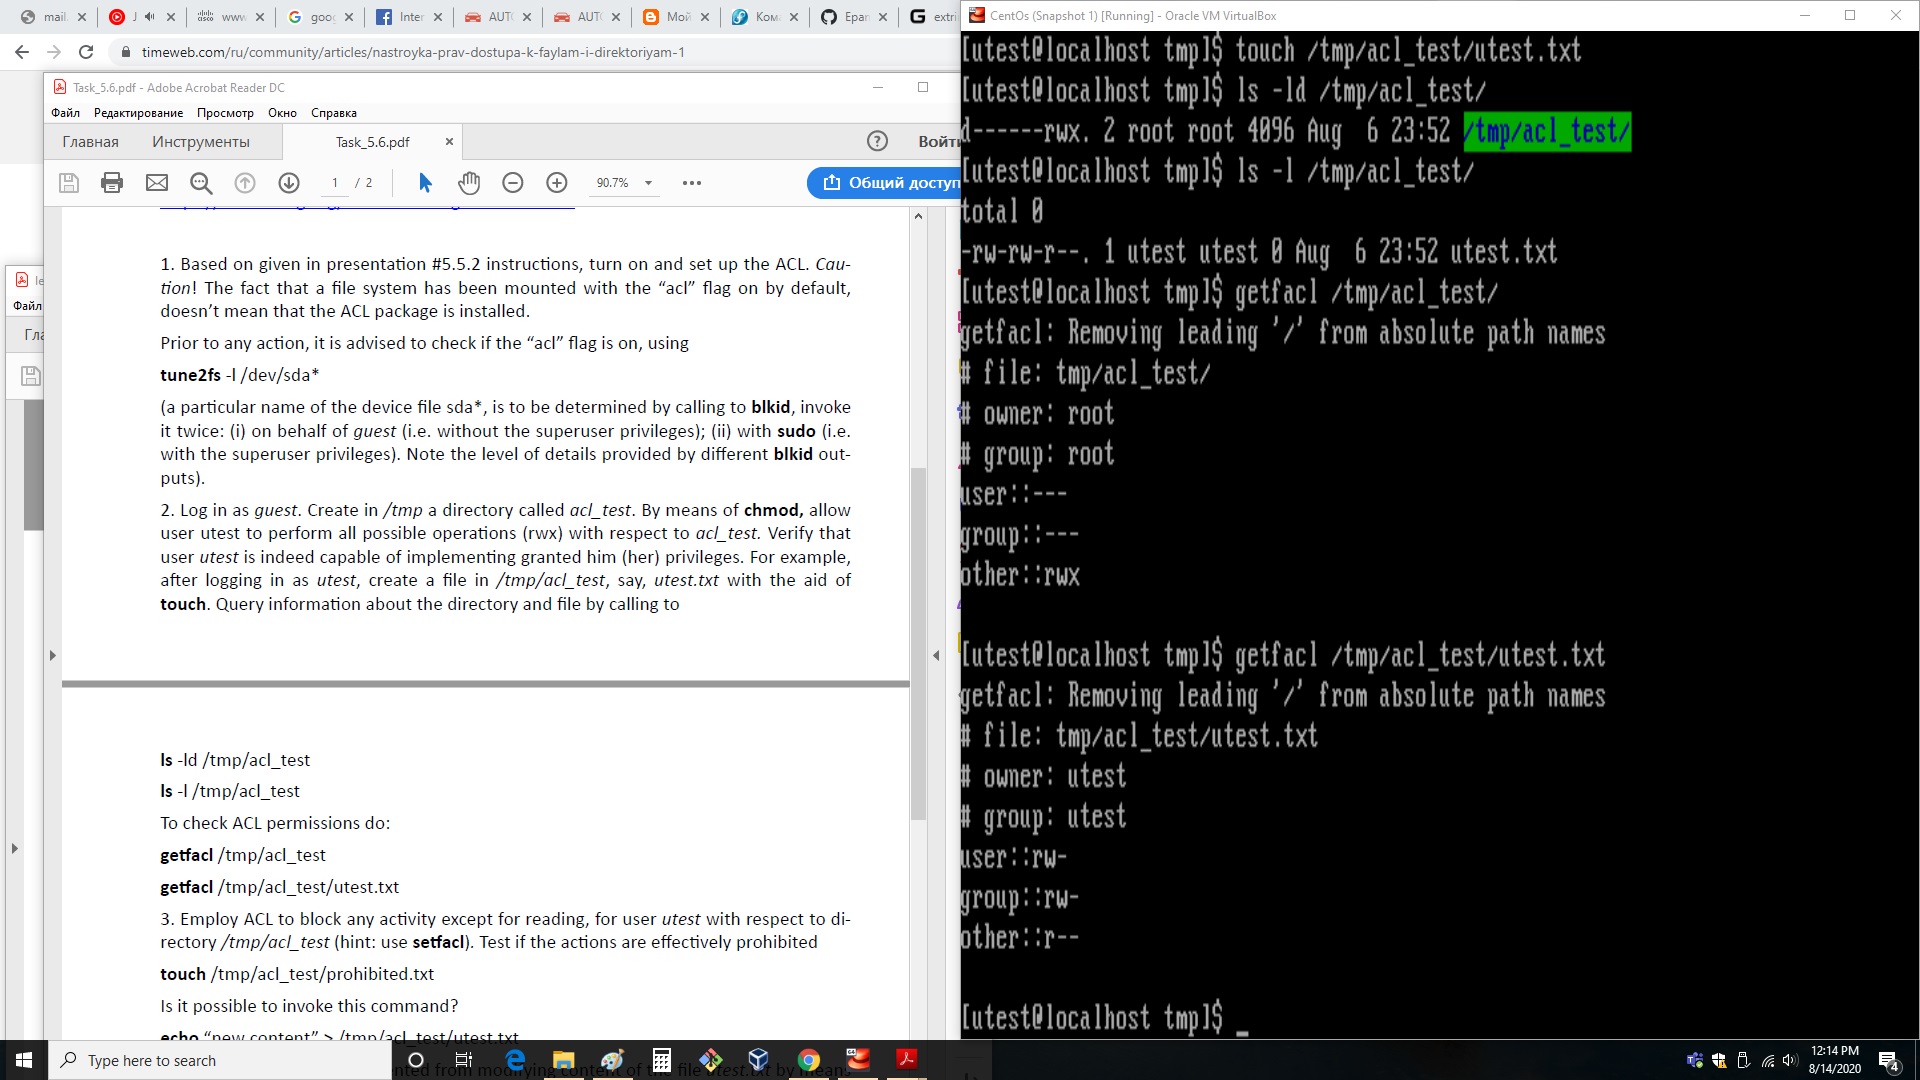 mail.
J
www
goog
Inter
AUTO
AUTO
Мой
Ком
Epan
extri
timeweb.com/ru/community/articles/nastroyka-prav-dostupa-k-faylam-i-direktoriyam-1
Task_5.6.pdf - Adobe Acrobat Reader DC
Файл Редактирование Просмотр Окно Справка
Главная Инструменты Task_5.6.pdf Войти
1 / 2 90.7% Общий доступ
le
Файл
Гла
1. Based on given in presentation #5.5.2 instructions, turn on and set up the ACL. Cau-
tion! The fact that a file system has been mounted with the “acl” flag on by default,
doesn’t mean that the ACL package is installed.
Prior to any action, it is advised to check if the “acl” flag is on, using
tune2fs -l /dev/sda*
(a particular name of the device file sda*, is to be determined by calling to blkid, invoke
it twice: (i) on behalf of guest (i.e. without the superuser privileges); (ii) with sudo (i.e.
with the superuser privileges). Note the level of details provided by different blkid out-
puts).
2. Log in as guest. Create in /tmp a directory called acl_test. By means of chmod, allow
user utest to perform all possible operations (rwx) with respect to acl_test. Verify that
user utest is indeed capable of implementing granted him (her) privileges. For example,
after logging in as utest, create a file in /tmp/acl_test, say, utest.txt with the aid of
touch. Query information about the directory and file by calling to
ls -ld /tmp/acl_test
ls -l /tmp/acl_test
To check ACL permissions do:
getfacl /tmp/acl_test
getfacl /tmp/acl_test/utest.txt
3. Employ ACL to block any activity except for reading, for user utest with respect to di-
rectory /tmp/acl_test (hint: use setfacl). Test if the actions are effectively prohibited
touch /tmp/acl_test/prohibited.txt
Is it possible to invoke this command?
echo “new content” > /tmp/acl_test/utest.txt
CentOs (Snapshot 1) [Running] - Oracle VM VirtualBox
[utest@localhost tmp]$ touch /tmp/acl_test/utest.txt
[utest@localhost tmp]$ ls -ld /tmp/acl_test/
d------rwx. 2 root root 4096 Aug  6 23:52 /tmp/acl_test/
[utest@localhost tmp]$ ls -l /tmp/acl_test/
total 0
-rw-rw-r--. 1 utest utest 0 Aug  6 23:52 utest.txt
[utest@localhost tmp]$ getfacl /tmp/acl_test/
getfacl: Removing leading '/' from absolute path names
# file: tmp/acl_test/
# owner: root
# group: root
user::---
group::---
other::rwx
[utest@localhost tmp]$ getfacl /tmp/acl_test/utest.txt
getfacl: Removing leading '/' from absolute path names
# file: tmp/acl_test/utest.txt
# owner: utest
# group: utest
user::rw-
group::rw-
other::r--
[utest@localhost tmp]$ _
Type here to search
12:14 PM
8/14/2020
4